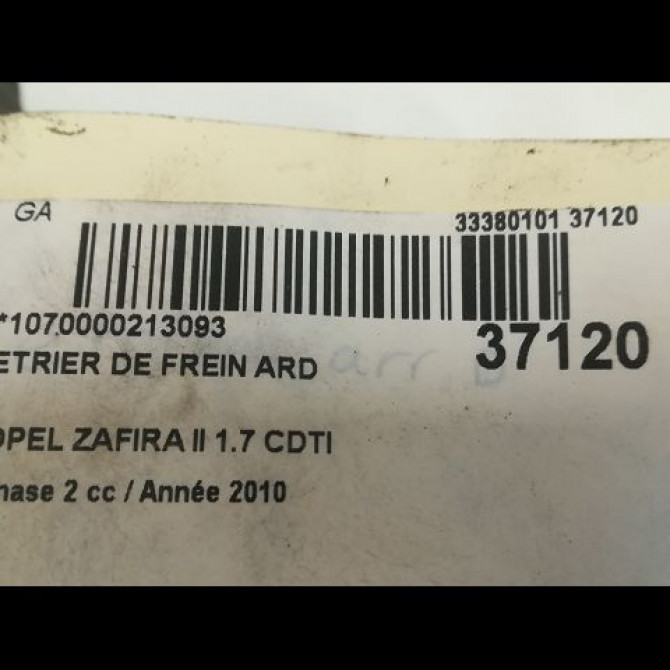 GA
33380101 37120
*1070000213093
37120
ETRIER DE FREIN ARD
arr D
OPEL ZAFIRA II 1.7 CDTI
hase 2 cc / Année 2010